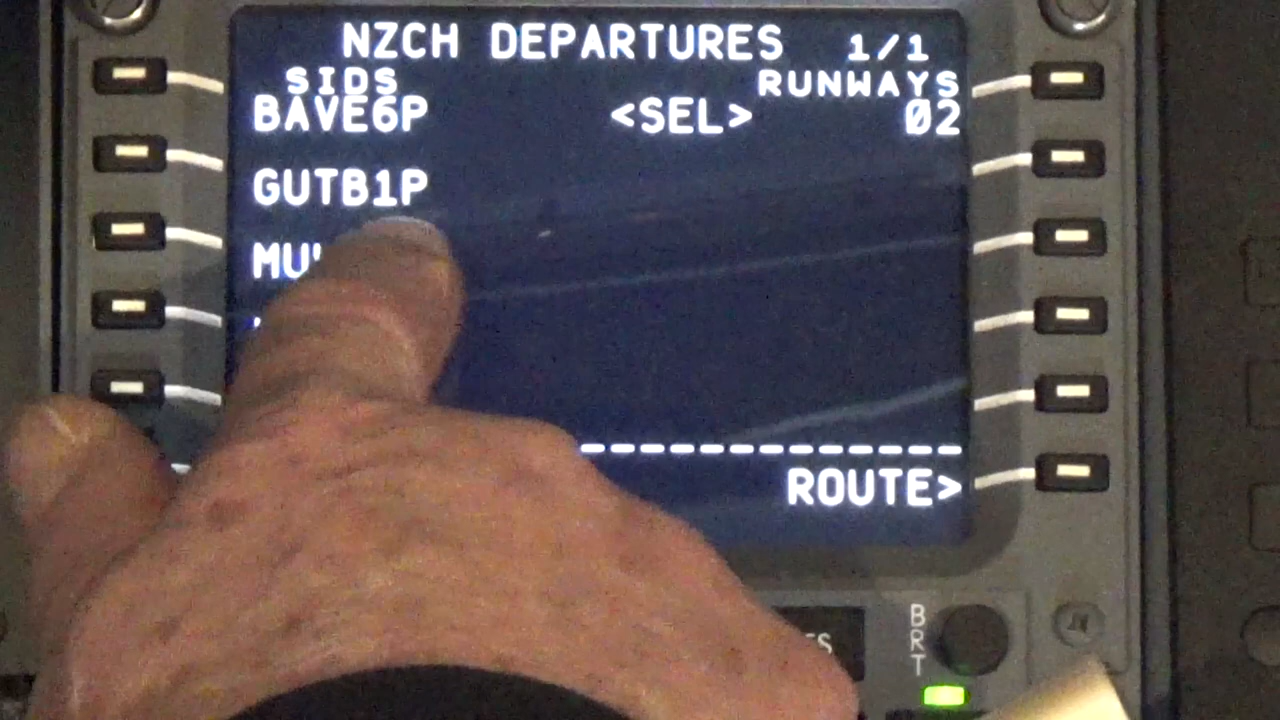 NZCH DEPARTURES 1/1
SIDS RUNWAYS
BAVE6P <SEL> 02
GUTB1P
ROUTE>
BRT